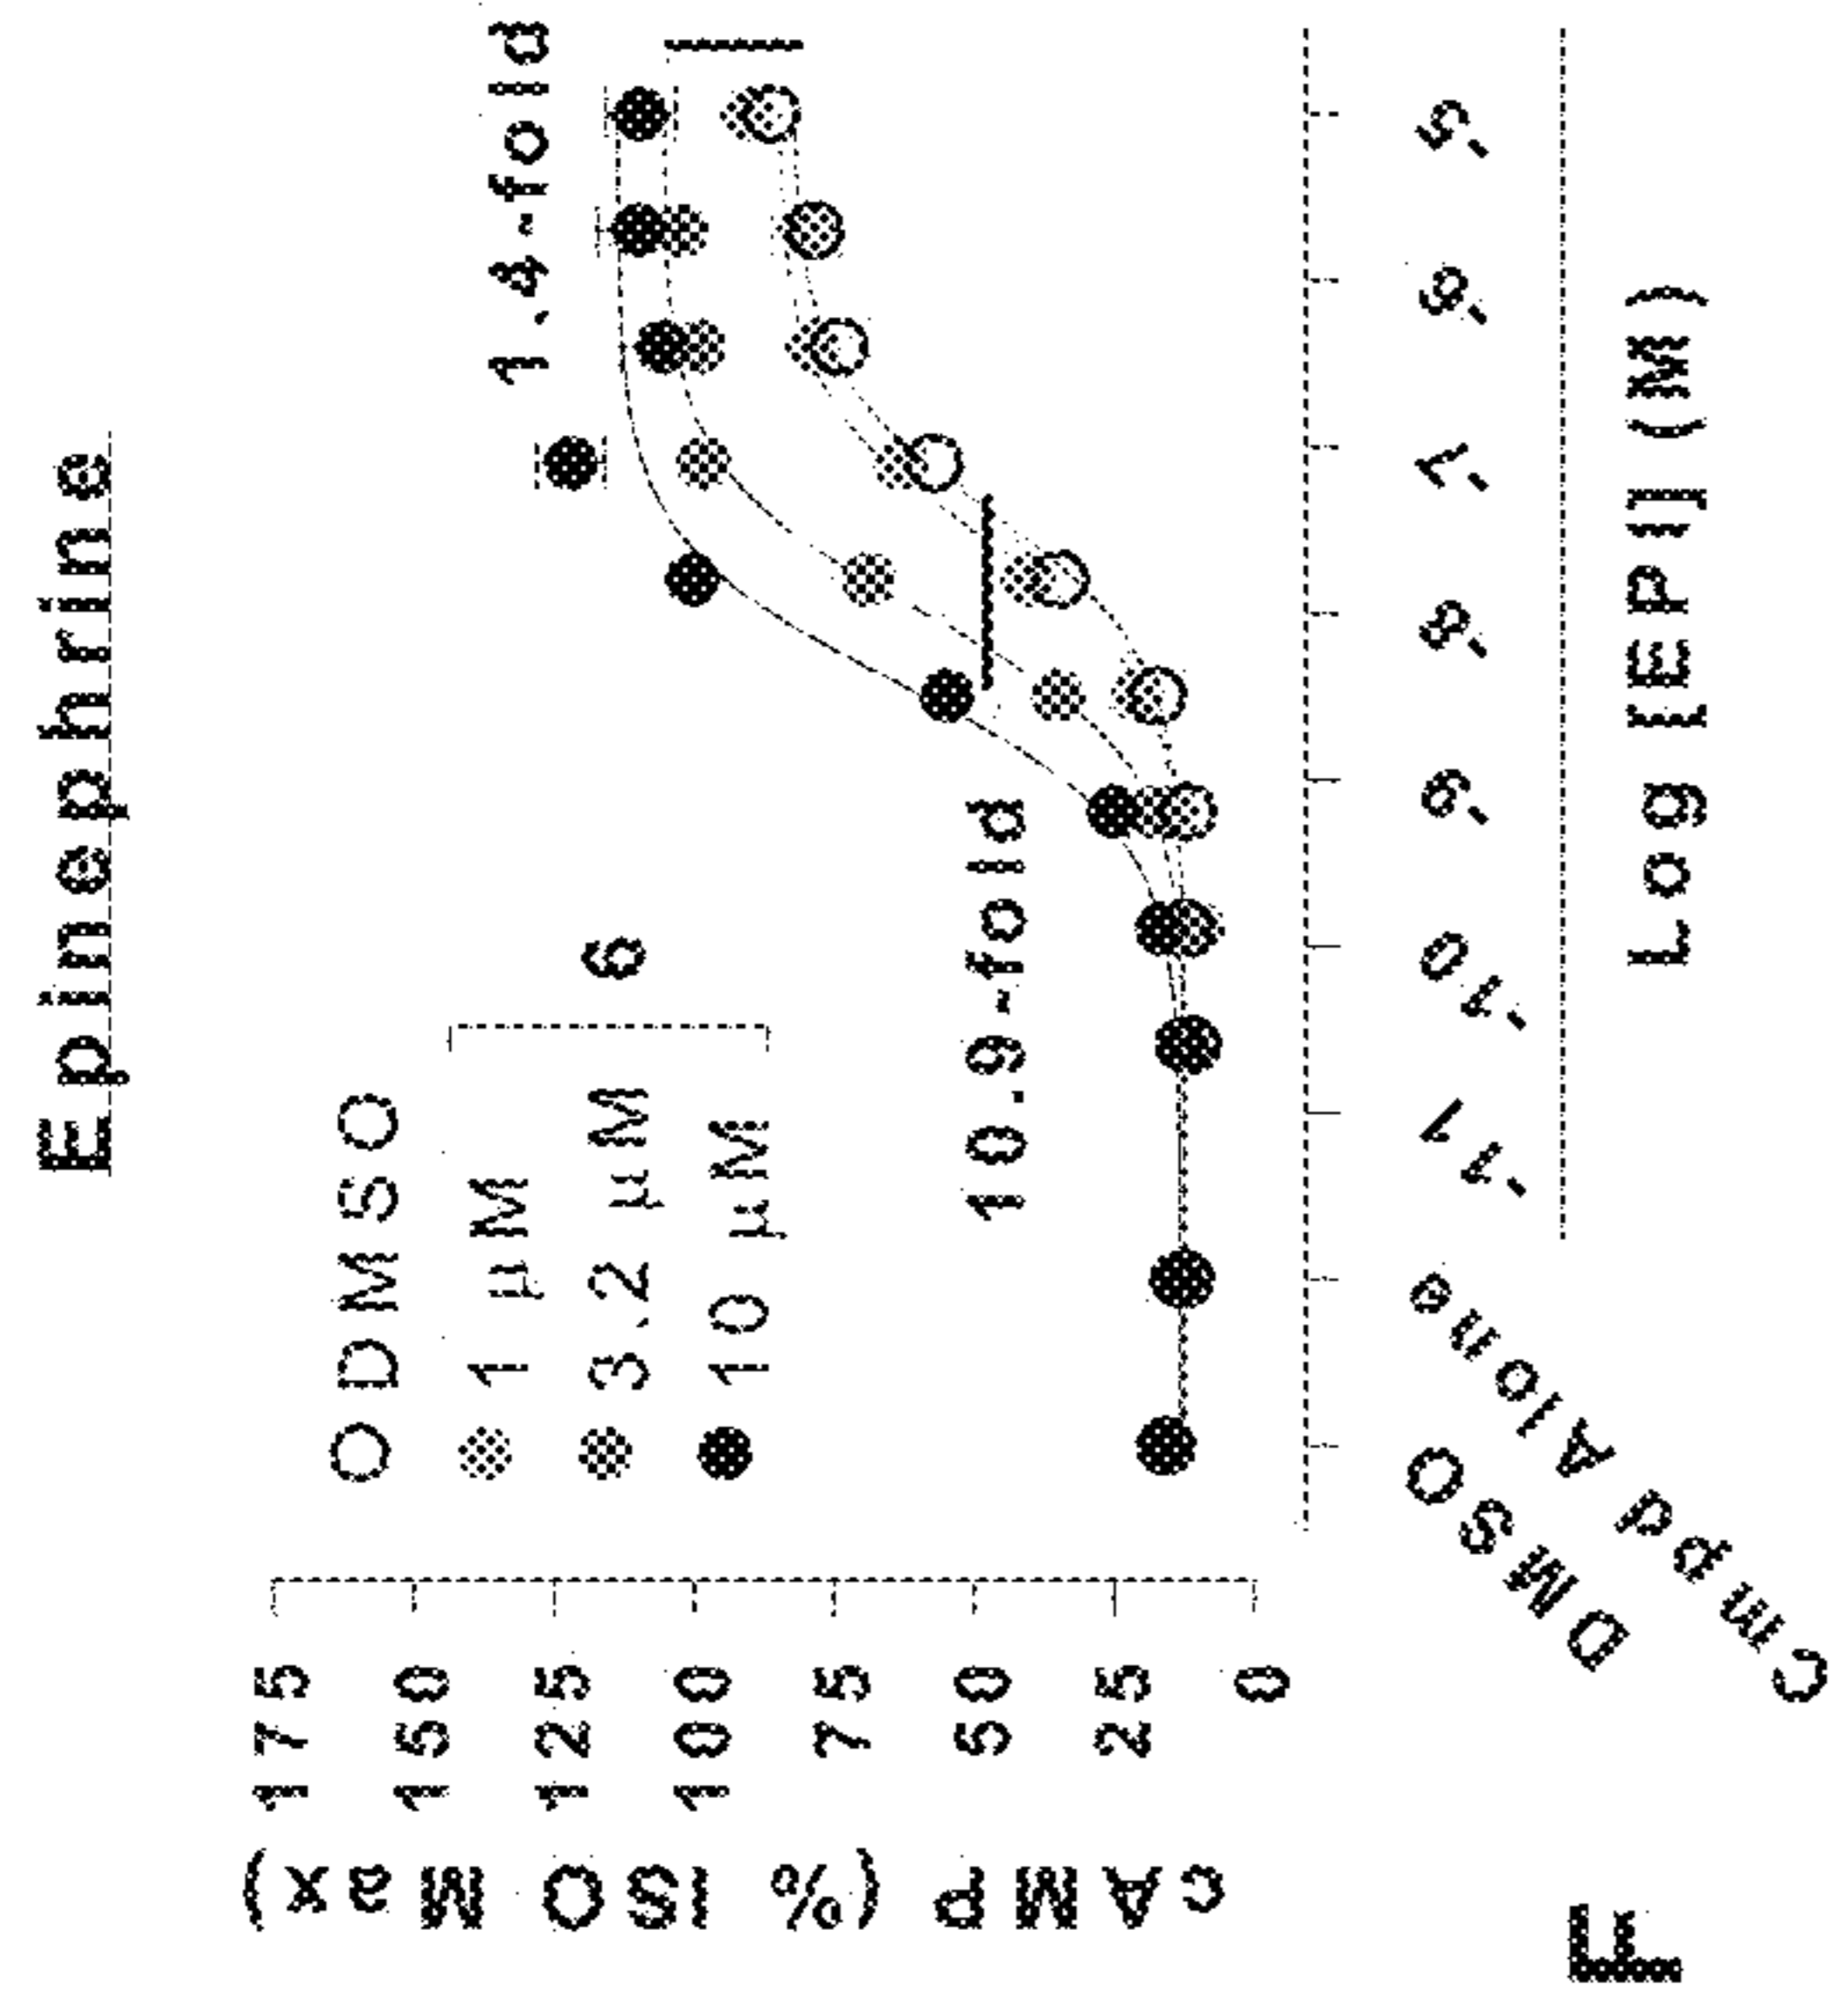 Epinephrine
cAMP (% ISO Max)
175
150
125
100
75
50
25
0
DMSO
1 µM
3.2 µM
10 µM
6
1.4-fold
10.9-fold
DMSO
Cmpd Alone
-11
-10
-9
-8
-7
-6
-5
Log [EPI] (M)
F